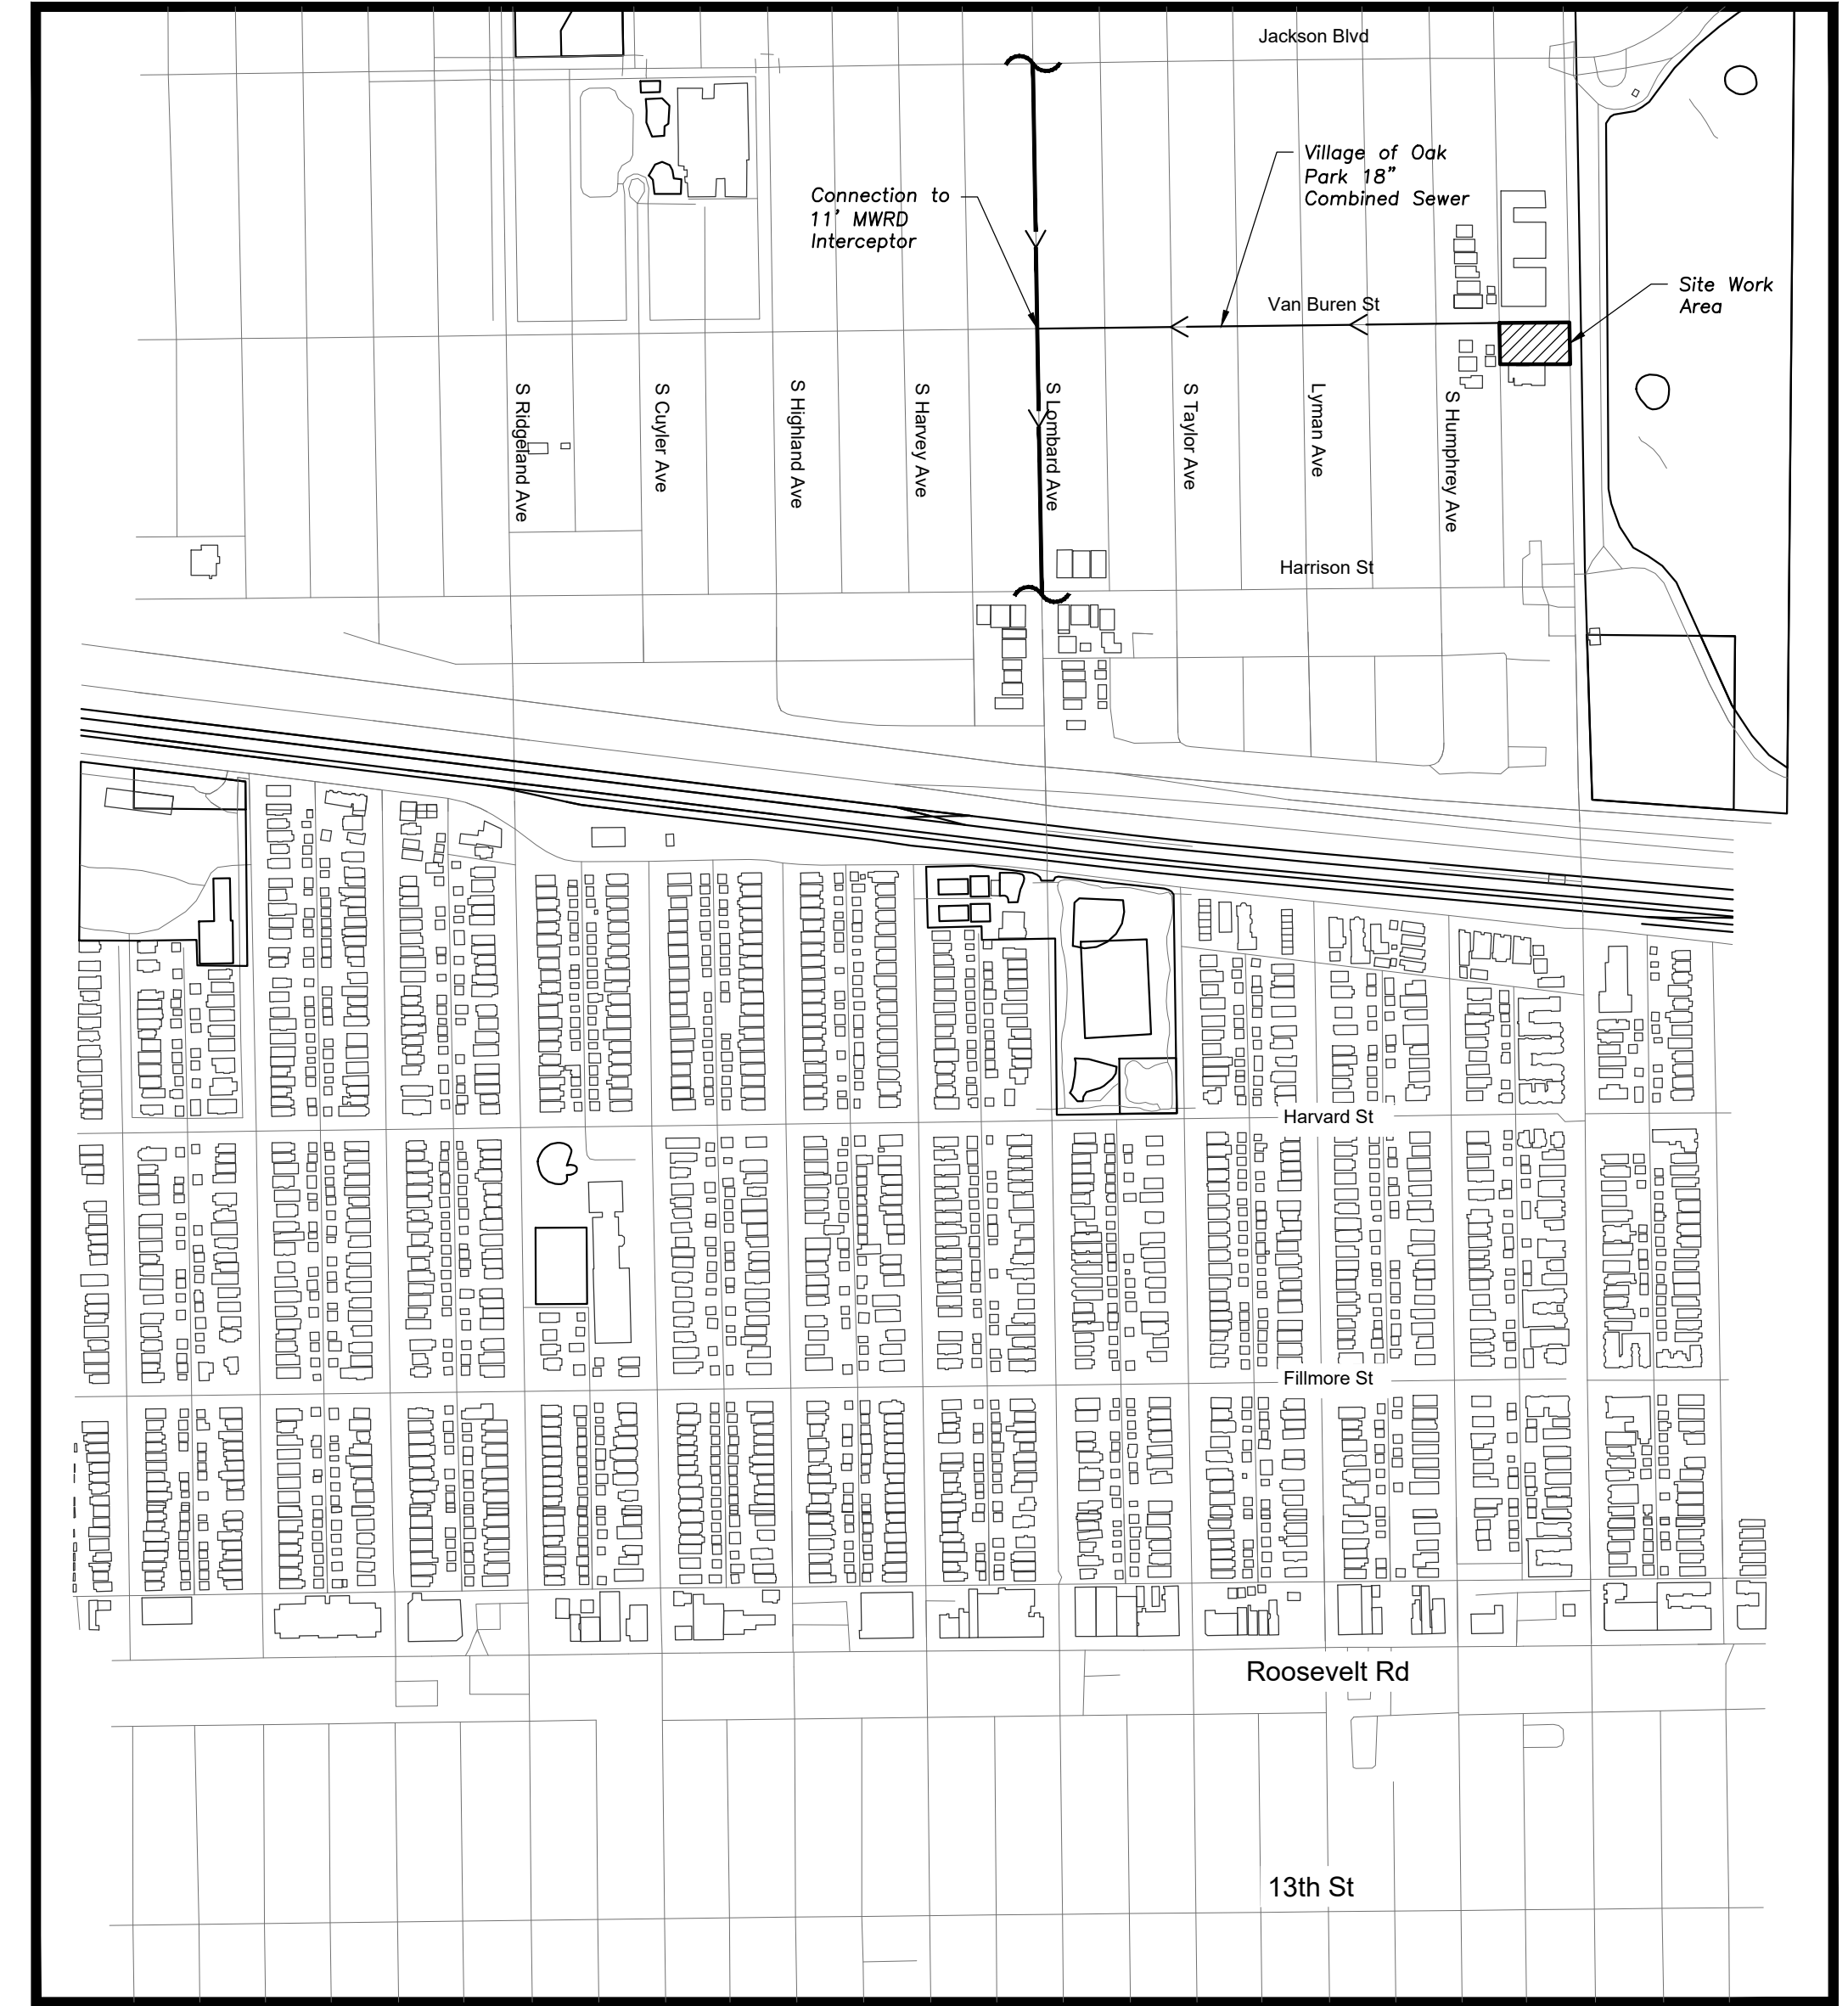 Jackson Blvd
Village of Oak
Park 18"
Combined Sewer
Connection to
11' MWRD
Interceptor
Site Work
Area
Van Buren St
S Ridgeland Ave
S Cuyler Ave
S Highland Ave
S Harvey Ave
S Lombard Ave
S Taylor Ave
Lyman Ave
S Humphrey Ave
Harrison St
Harvard St
Fillmore St
Roosevelt Rd
13th St